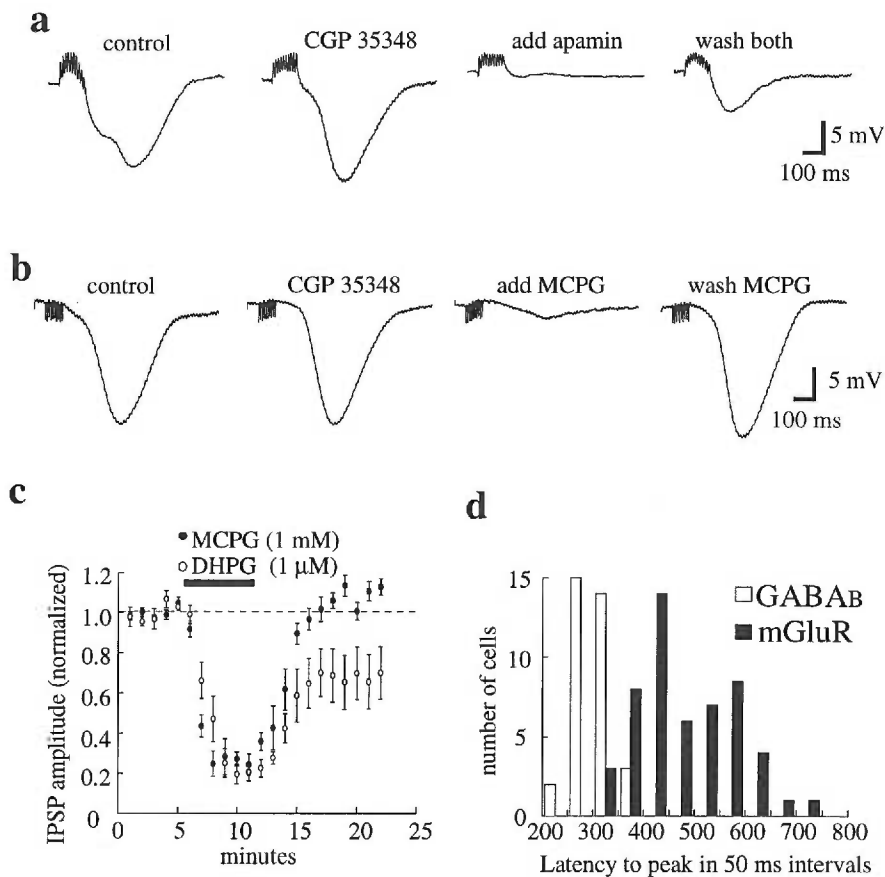 a
control
CGP 35348
add apamin
wash both
5 mV
100 ms
b
control
CGP 35348
add MCPG
wash MCPG
5 mV
100 ms
c
MCPG (1 mM)
DHPG (1 µM)
IPSP amplitude (normalized)
1.2
1.0
0.8
0.6
0.4
0.2
0
0 5 10 15 20 25
minutes
d
GABAB
mGluR
number of cells
15
10
5
0
200 300 400 500 600 700 800
Latency to peak in 50 ms intervals